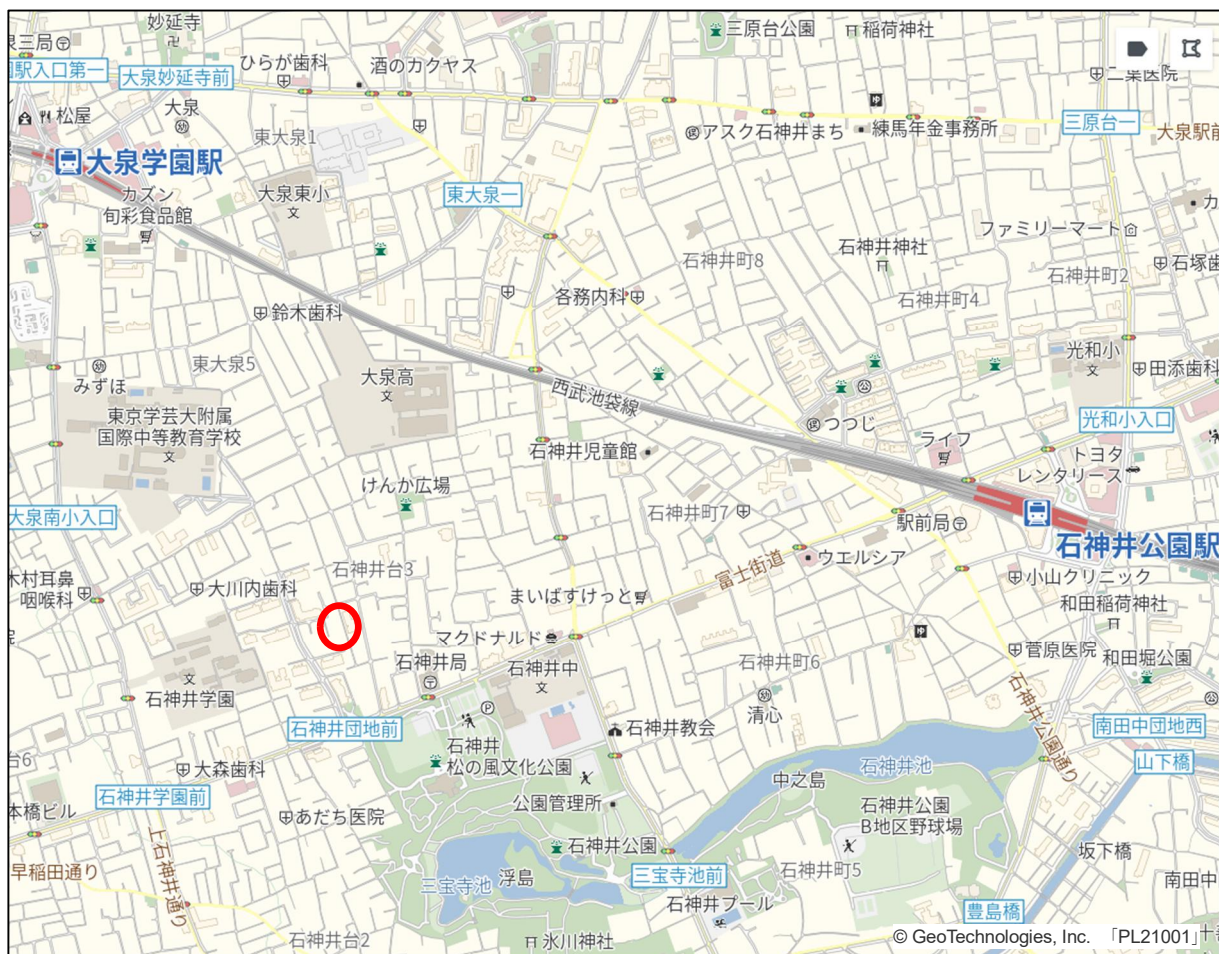 妙延寺
三原台公園
稲荷神社
泉三局
駅入口第一
大泉妙延寺前
ひらが歯科
酒のカクヤス
二葉医院
松屋
大泉
東大泉1
アスク石神井まち
練馬年金事務所
三原台一
大泉駅前
大泉学園駅
カズン
旬彩食品館
大泉東小
東大泉一
石神井町8
石神井神社
ファミリーマート
石神井町4
石神井町2
石塚歯
鈴木歯科
各務内科
東大泉5
みずほ
大泉高
光和小
田添歯科
西武池袋線
東京学芸大附属
国際中等教育学校
つつじ
光和小入口
石神井児童館
ライフ
トヨタ
レンタリース
けんか広場
大泉南小入口
石神井町7
駅前局
石神井公園駅
富士街道
ウエルシア
石神井台3
木村耳鼻
咽喉科
大川内歯科
まいばすけっと
小山クリニック
和田稲荷神社
マクドナルド
石神井局
石神井中
石神井町6
菅原医院
和田堀公園
石神井学園
清心
石神井公園通り
石神井団地前
石神井教会
南田中団地西
台6
大森歯科
石神井
松の風文化公園
中之島
石神井池
山下橋
石神井学園前
本橋ビル
あだち医院
公園管理所
石神井公園
B地区野球場
上石神井通り
石神井公園
坂下橋
早稲田通り
三宝寺池
浮島
三宝寺池前
石神井町5
南田中
石神井プール
豊島橋
石神井台2
氷川神社
© GeoTechnologies, Inc. 「PL21001」